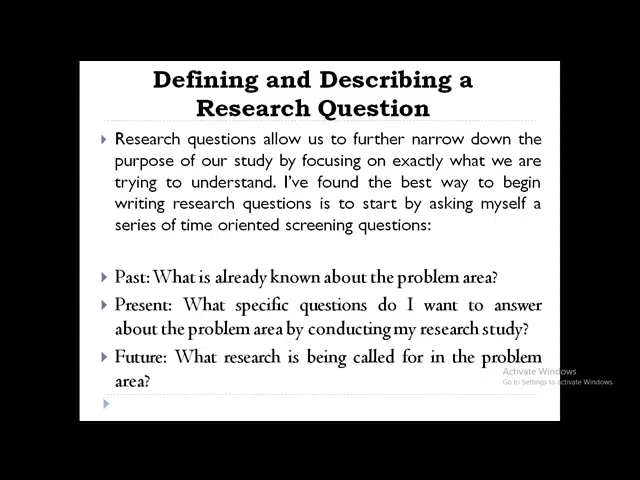 Defining and Describing a
Research Question
Research questions allow us to further narrow down the
purpose of our study by focusing on exactly what we are
trying to understand. I've found the best way to begin
writing research questions is to start by asking myself a
series of time oriented screening questions:
Past: What is already known about the problem area?
Present: What specific questions do I want to answer
about the problem area by conducting my research study?
Future: What research is being called for in the problem
area?
Activate Windows
Go to Settings to activate Windows.